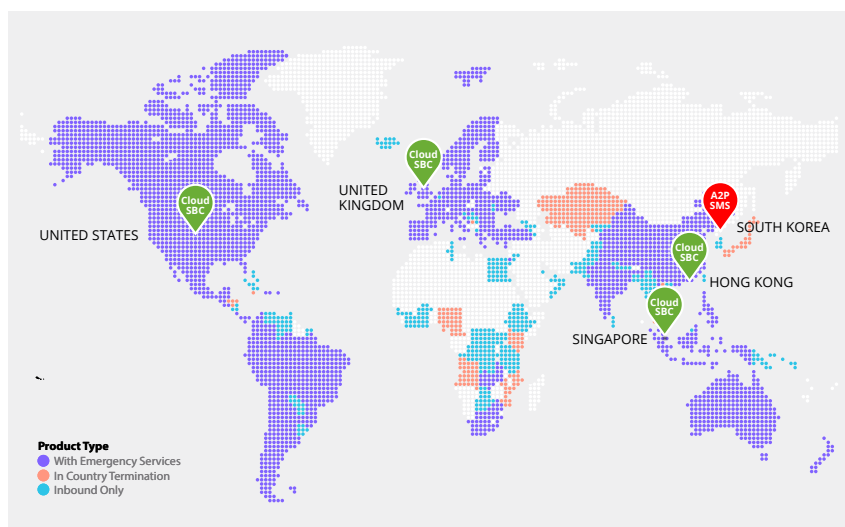 Cloud
SBC
UNITED
KINGDOM
Cloud
SBC
UNITED STATES
A2P
SMS
SOUTH KOREA
Cloud
SBC
HONG KONG
Cloud
SBC
SINGAPORE
Product Type
With Emergency Services
In Country Termination
Inbound Only